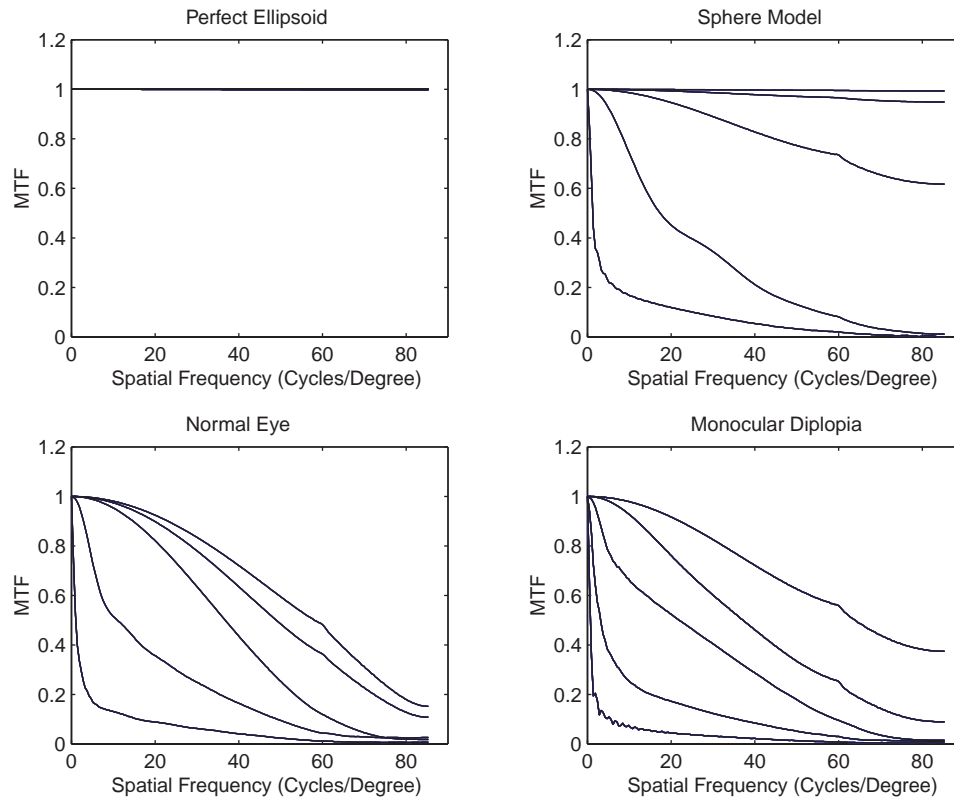 Perfect Ellipsoid
1.2
1
0.8
0.6
0.4
0.2
0
MTF
0 20 40 60 80
Spatial Frequency (Cycles/Degree)
Sphere Model
1.2
1
0.8
0.6
0.4
0.2
0
MTF
0 20 40 60 80
Spatial Frequency (Cycles/Degree)
Normal Eye
1.2
1
0.8
0.6
0.4
0.2
0
MTF
0 20 40 60 80
Spatial Frequency (Cycles/Degree)
Monocular Diplopia
1.2
1
0.8
0.6
0.4
0.2
0
MTF
0 20 40 60 80
Spatial Frequency (Cycles/Degree)